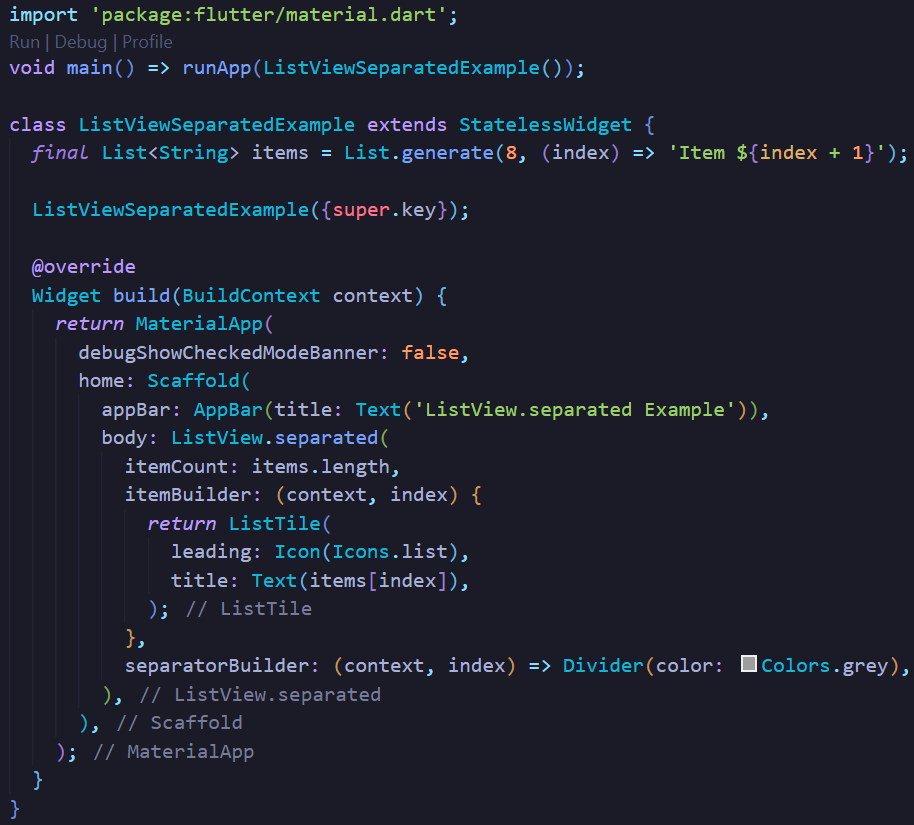 import 'package:flutter/material.dart';
Run | Debug | Profile
void main() => runApp(ListViewSeparatedExample());
class ListViewSeparatedExample extends StatelessWidget {
final List<String> items = List.generate(8, (index) => 'Item ${index + 1}');
ListViewSeparatedExample({super.key});
@override
Widget build(BuildContext context) {
return MaterialApp(
debugShowCheckedModeBanner: false,
home: Scaffold(
appBar: AppBar(title: Text('ListView.separated Example')),
body: ListView.separated(
itemCount: items.length,
itemBuilder: (context, index) {
return ListTile(
leading: Icon(Icons.list),
title: Text(items[index]),
); // ListTile
},
separatorBuilder: (context, index) => Divider(color: Colors.grey),
), // ListView.separated
), // Scaffold
); // MaterialApp
}
}